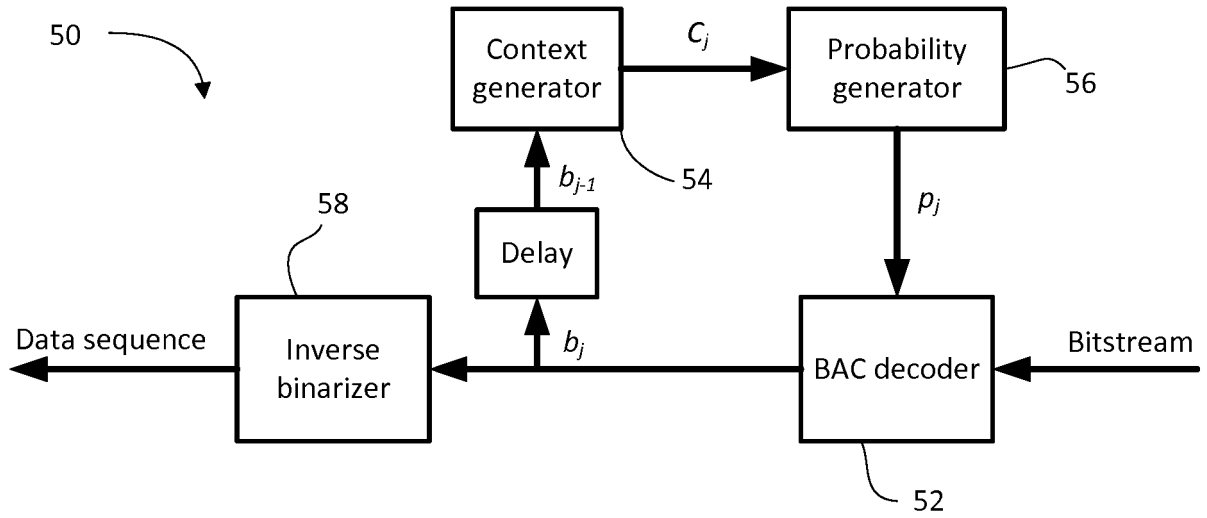 50
Context
generator
C_j
Probability
generator
56
54
b_{j-1}
p_j
58
Delay
Data sequence
Inverse
binarizer
b_j
BAC decoder
Bitstream
52